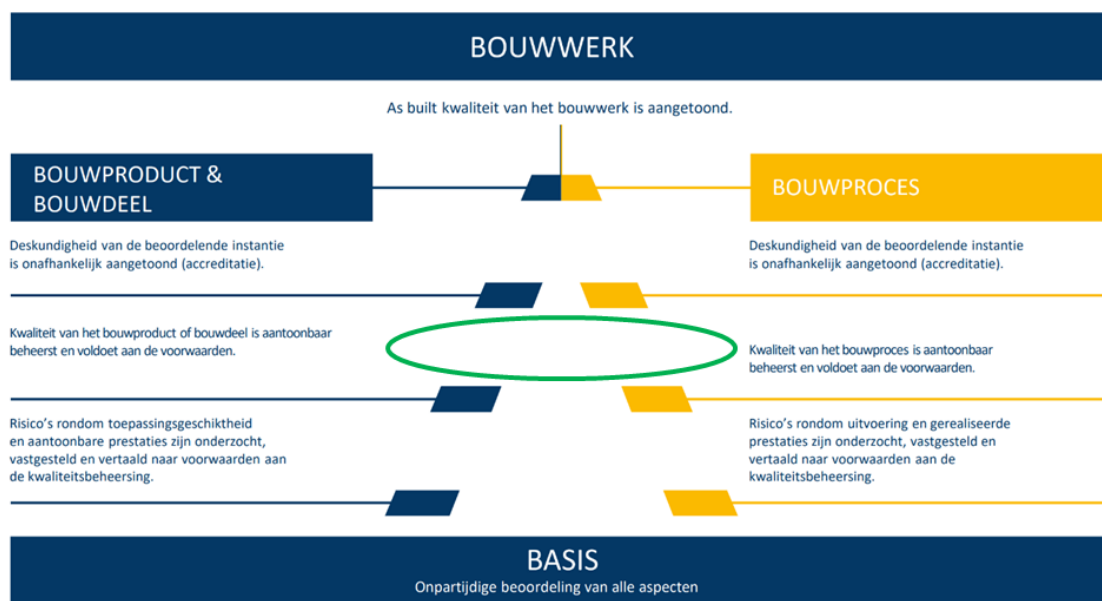 BOUWWERK
As built kwaliteit van het bouwwerk is aangetoond.
BOUWPRODUCT &
BOUWDEEL
BOUWPROCES
Deskundigheid van de beoordelende instantie
is onafhankelijk aangetoond (accreditatie).
Deskundigheid van de beoordelende instantie
is onafhankelijk aangetoond (accreditatie).
Kwaliteit van het bouwproduct of bouwdeel is aantoonbaar
beheerst en voldoet aan de voorwaarden.
Kwaliteit van het bouwproces is aantoonbaar
beheerst en voldoet aan de voorwaarden.
Risico's rondom toepassingsgeschiktheid
en aantoonbare prestaties zijn onderzocht,
vastgesteld en vertaald naar voorwaarden aan
de kwaliteitsbeheersing.
Risico's rondom uitvoering en gerealiseerde
prestaties zijn onderzocht, vastgesteld en
vertaald naar voorwaarden aan de
kwaliteitsbeheersing.
BASIS
Onpartijdige beoordeling van alle aspecten